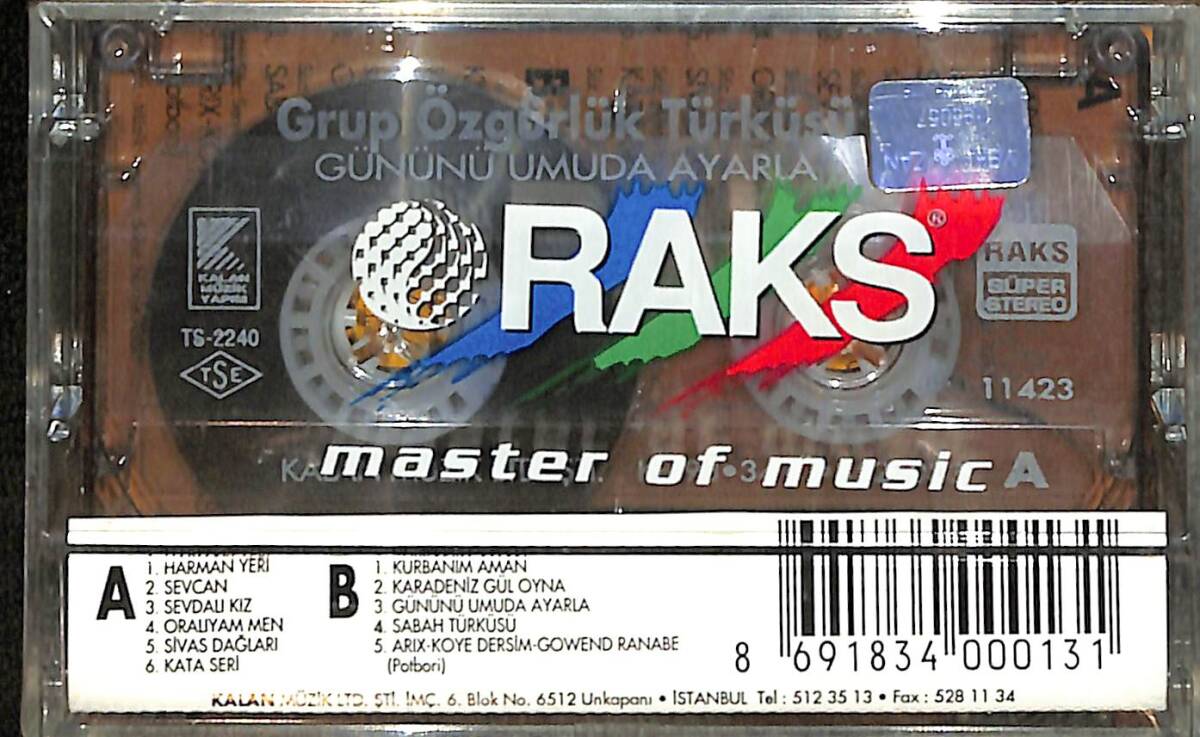 Grup Özgürlük Türküsü
GÜNÜNÜ UMUDA AYARLA
RAKS®
KALAN
MÜZİK
YAPIM
TS-2240
TSE
RAKS
SÜPER
STEREO
11423
master of music A
A
1. HARMAN YERİ
2. SEVCAN
3. SEVDALI KIZ
4. ORALIYAM MEN
5. SİVAS DAĞLARI
6. KATA SERİ
B
1. KURBANIM AMAN
2. KARADENİZ GÜL OYNA
3. GÜNÜNÜ UMUDA AYARLA
4. SABAH TÜRKÜSÜ
5. ARIX-KOYE DERSİM-GOWEND RANABE
(Potbori)
8 691834 000131
KALAN MÜZİK LTD. ŞTİ. İMÇ. 6. Blok No. 6512 Unkapanı • İSTANBUL Tel : 512 35 13 • Fax : 528 11 34